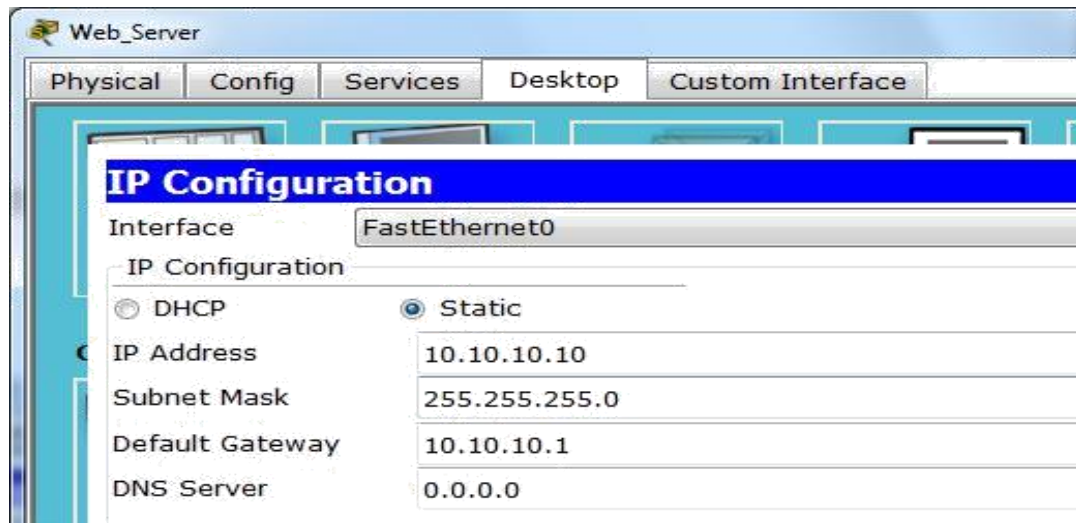 Web_Server
Physical Config Services Desktop Custom Interface
IP Configuration
Interface FastEthernet0
IP Configuration
DHCP Static
IP Address 10.10.10.10
Subnet Mask 255.255.255.0
Default Gateway 10.10.10.1
DNS Server 0.0.0.0